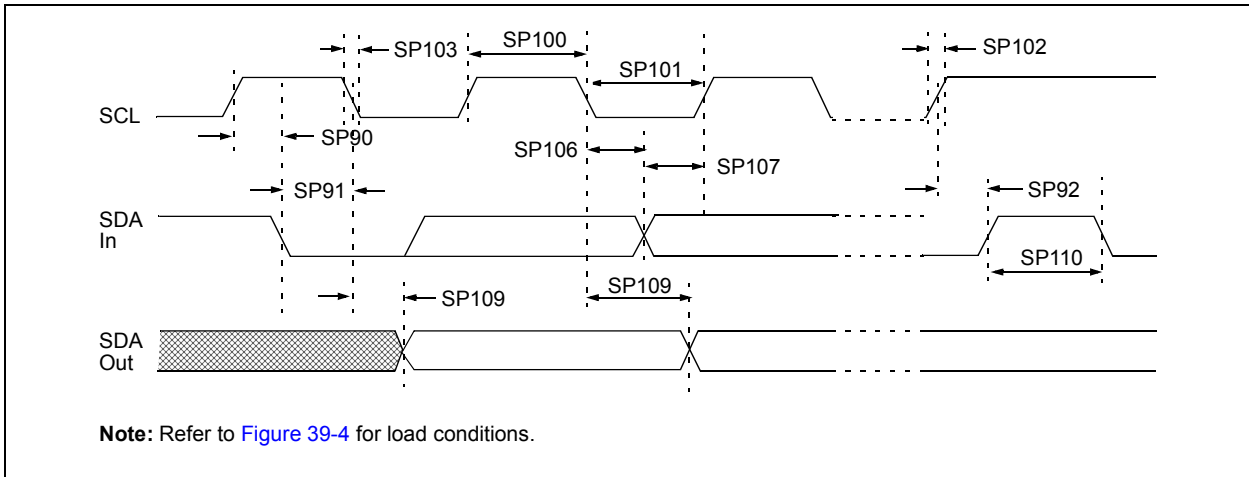 SP103
SP100
SP102
SP101
SCL
SP90
SP106
SP107
SP91
SP92
SDA
In
SP110
SP109
SP109
SDA
Out
Note: Refer to Figure 39-4 for load conditions.